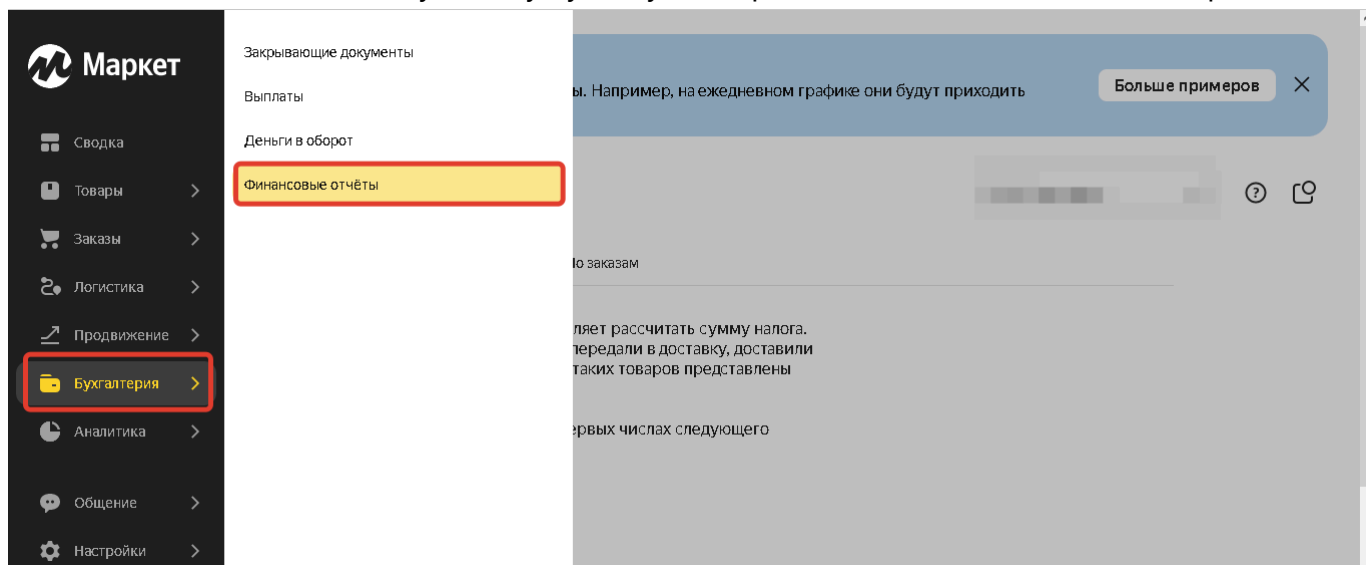 Маркет
Сводка
Товары
Заказы
Логистика
Продвижение
Бухгалтерия
Аналитика
Общение
Настройки
Закрывающие документы
Выплаты
Деньги в оборот
Финансовые отчёты
ы. Например, на ежедневном графике они будут приходить
Больше примеров
заказам
ляет рассчитать сумму налога.
передали в доставку, доставили
таких товаров представлены
ервых числах следующего